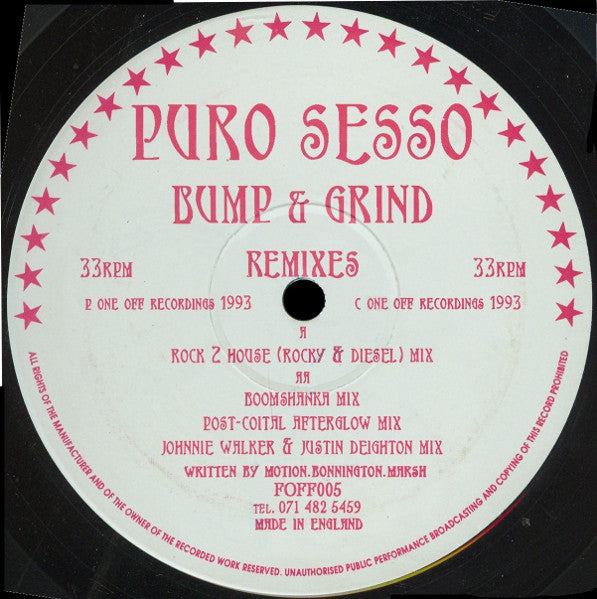 PURO SESSO
BUMP & GRIND
REMIXES
33RPM
33RPM
P ONE OFF RECORDINGS 1993
C ONE OFF RECORDINGS 1993
A
ROCK 2 HOUSE (ROCKY & DIESEL) MIX
AA
BOOMSHANKA MIX
POST-COITAL AFTERGLOW MIX
JOHNNIE WALKER & JUSTIN DEIGHTON MIX
WRITTEN BY MOTION.BONNINGTON.MARSH
FOFF005
TEL. 071 482 5459
MADE IN ENGLAND
ALL RIGHTS OF THE MANUFACTURER AND OF THE OWNER OF THE RECORDED WORK RESERVED. UNAUTHORISED PUBLIC PERFORMANCE BROADCASTING AND COPYING OF THIS RECORD PROHIBITED